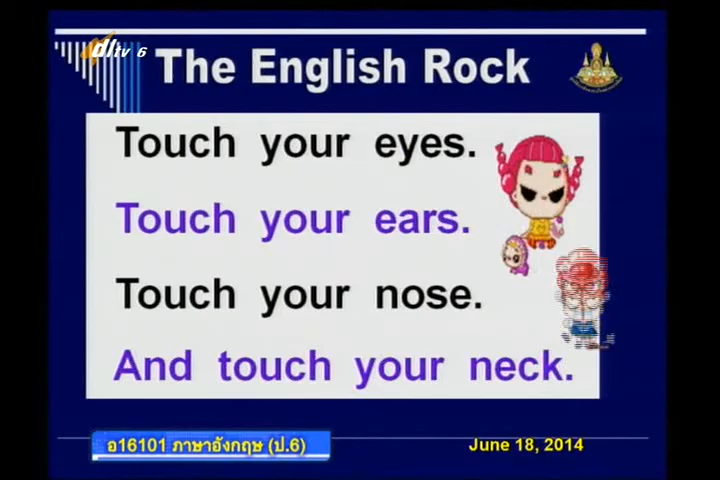 dltv 6
The English Rock
Touch your eyes.
Touch your ears.
Touch your nose.
And touch your neck.
อ16101 ภาษาอังกฤษ (ป.6)
June 18, 2014